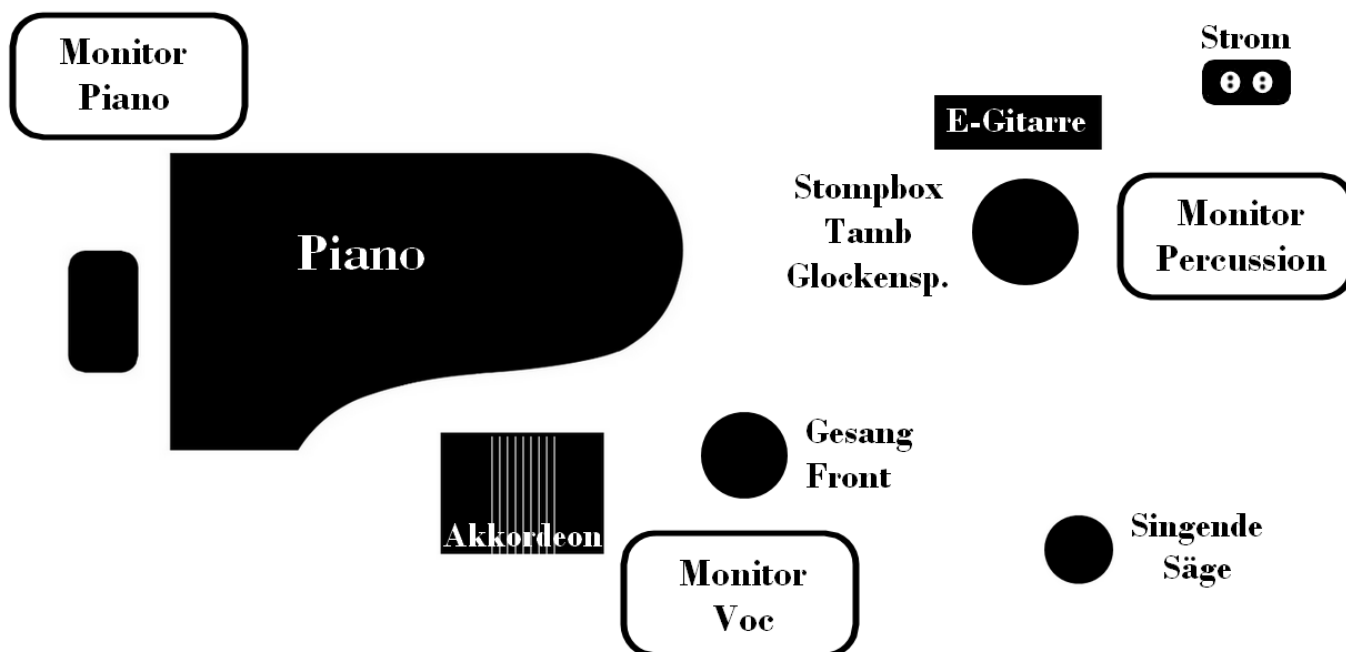 Monitor
Piano
Strom
E-Gitarre
Piano
Stompbox
Tamb
Glockensp.
Monitor
Percussion
Gesang
Front
Akkordeon
Monitor
Voc
Singende
Säge